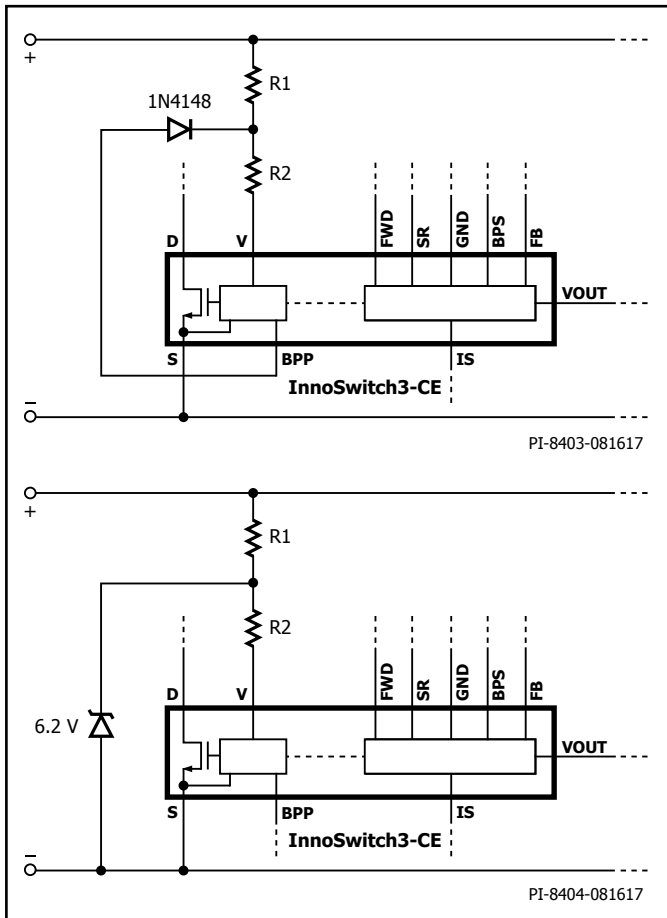 +
R1
1N4148
R2
D
V
FWD
SR
GND
BPS
FB
VOUT
S
BPP
IS
InnoSwitch3-CE
−
PI-8403-081617
+
R1
R2
6.2 V
D
V
FWD
SR
GND
BPS
FB
VOUT
S
BPP
IS
InnoSwitch3-CE
−
PI-8404-081617